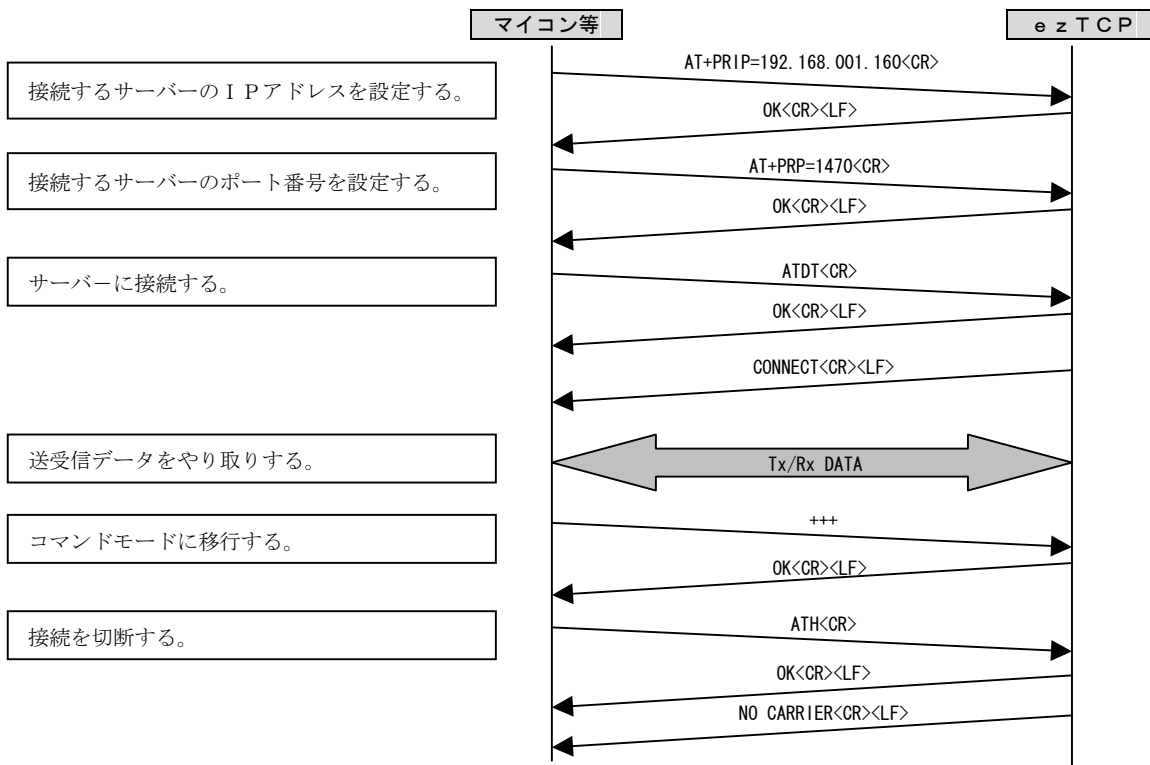 マイコン等
ｅｚＴＣＰ
接続するサーバーのＩＰアドレスを設定する。
AT+PRIP=192.168.001.160<CR>
OK<CR><LF>
接続するサーバーのポート番号を設定する。
AT+PRP=1470<CR>
OK<CR><LF>
サーバ－に接続する。
ATDT<CR>
OK<CR><LF>
CONNECT<CR><LF>
送受信データをやり取りする。
Tx/Rx DATA
コマンドモードに移行する。
+++
OK<CR><LF>
接続を切断する。
ATH<CR>
OK<CR><LF>
NO CARRIER<CR><LF>